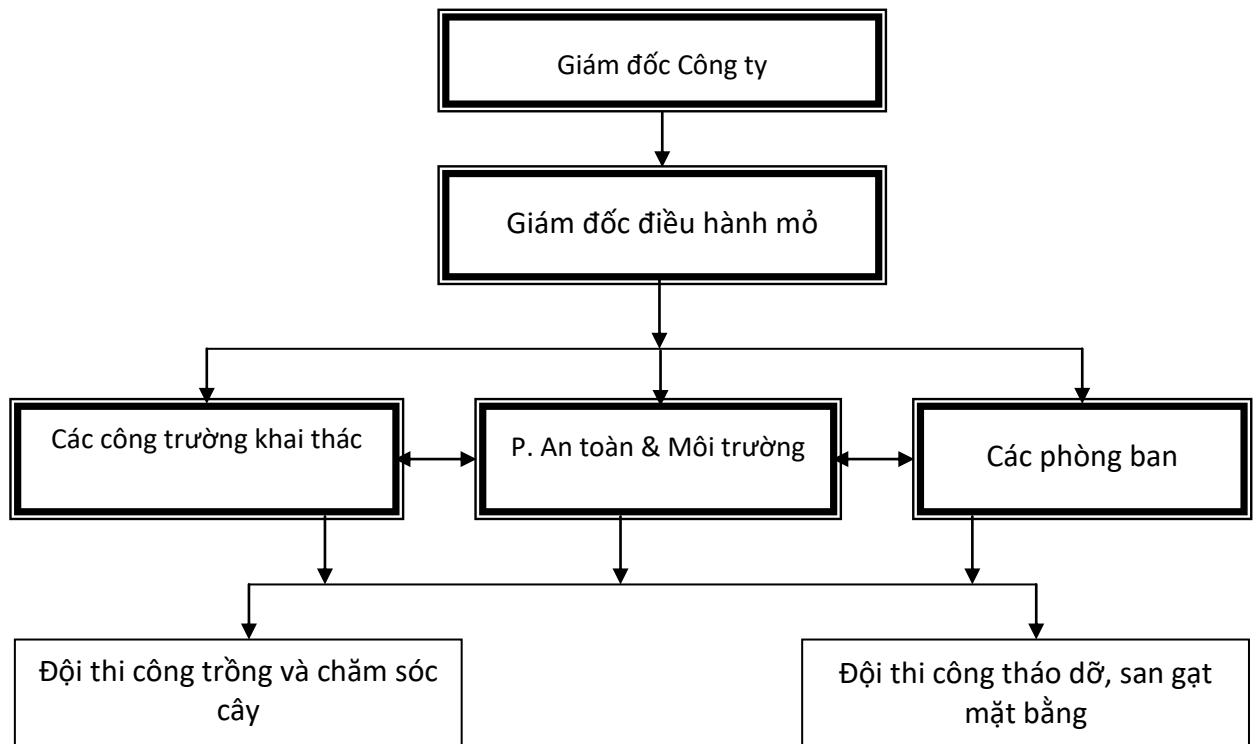 Giám đốc Công ty
Giám đốc điều hành mỏ
Các công trường khai thác
P. An toàn & Môi trường
Các phòng ban
Đội thi công trồng và chăm sóc
cây
Đội thi công tháo dỡ, san gạt
mặt bằng